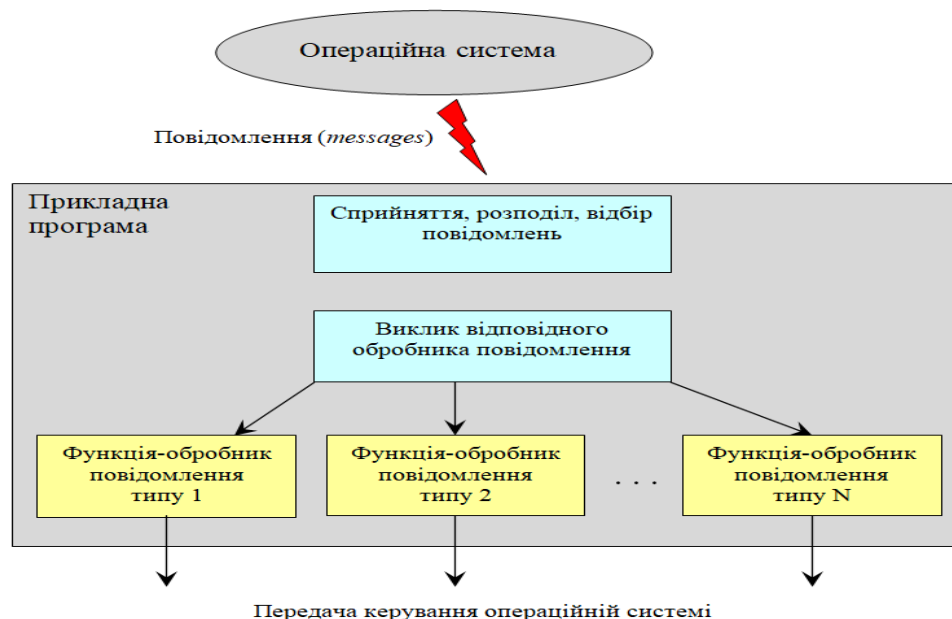 Операційна система
Повідомлення (messages)
Прикладна
програма
Сприйняття, розподіл, відбір
повідомлень
Виклик відповідного
обробника повідомлення
Функція-обробник
повідомлення
типу 1
Функція-обробник
повідомлення
типу 2
. . .
Функція-обробник
повідомлення
типу N
Передача керування операційній системі